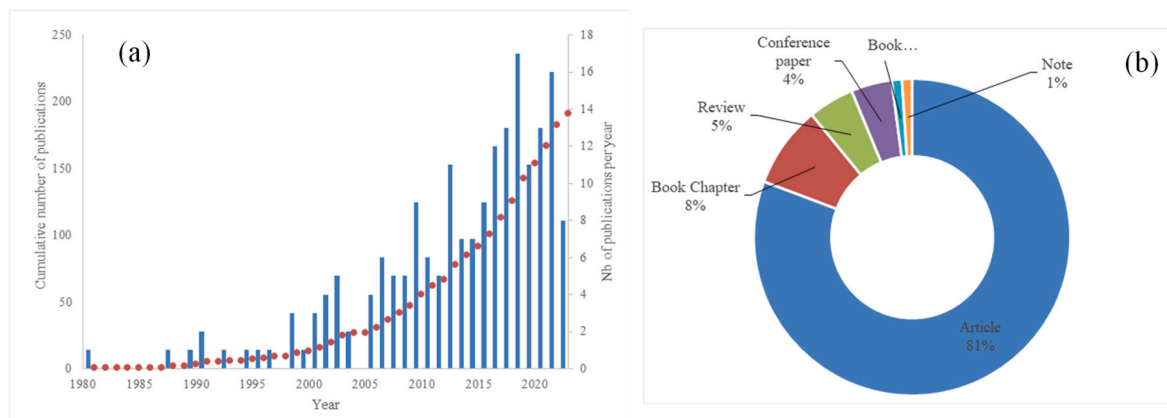 (a)
250
200
150
100
50
0
Cumulative number of publications
18
16
14
12
10
8
6
4
2
0
Nb of publications per year
1980 1985 1990 1995 2000 2005 2010 2015 2020
Year
(b)
Conference
paper
4%
Book...
Note
1%
Review
5%
Book Chapter
8%
Article
81%